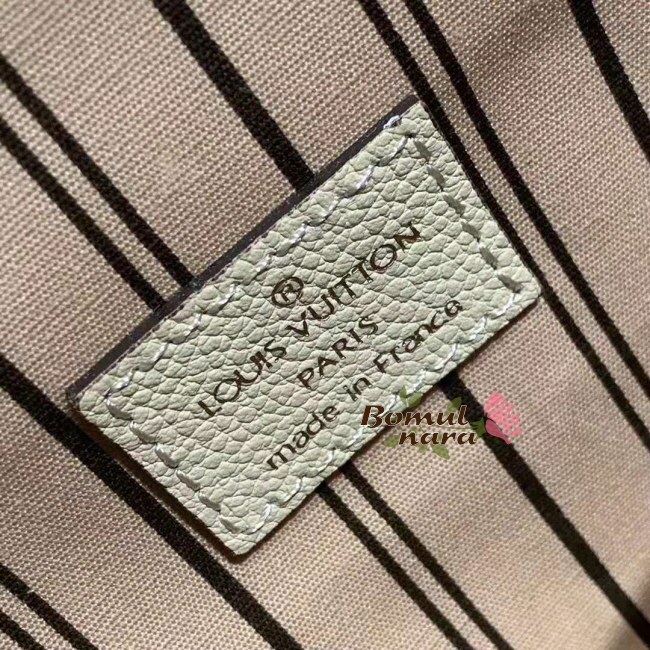 ®
LOUIS VUITTON
PARIS
made in France
Bomul
nara